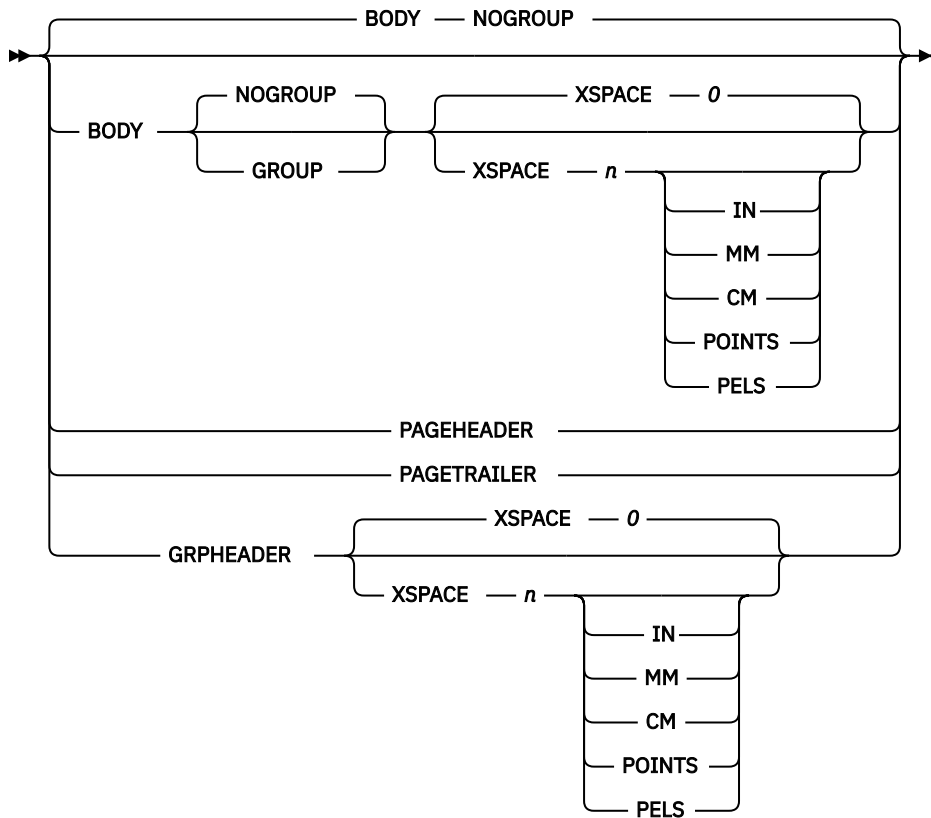 BODY NOGROUP
NOGROUP XSPACE 0
BODY
GROUP XSPACE n
IN
MM
CM
POINTS
PELS
PAGEHEADER
PAGETRAILER
XSPACE 0
GRPHEADER
XSPACE n
IN
MM
CM
POINTS
PELS